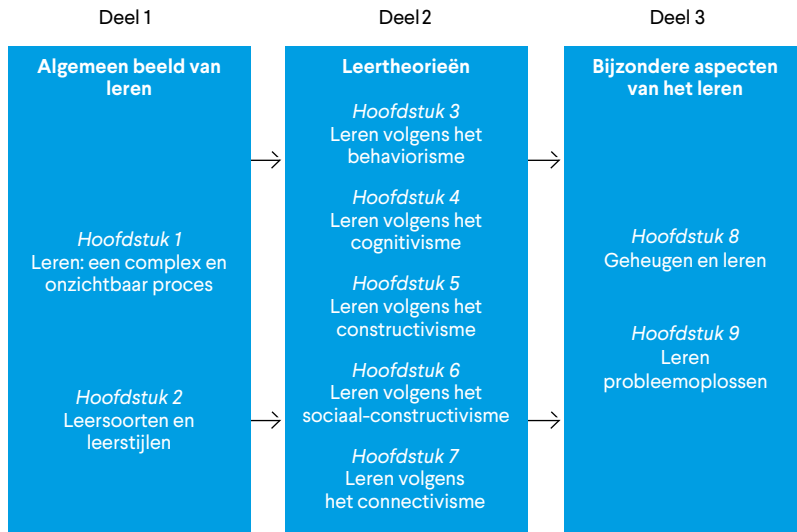 Deel 1
Algemeen beeld van
leren
Hoofdstuk 1
Leren: een complex en
onzichtbaar proces
Hoofdstuk 2
Leersoorten en
leerstijlen
Deel 2
Leertheorieën
Hoofdstuk 3
Leren volgens het
behaviorisme
Hoofdstuk 4
Leren volgens het
cognitivisme
Hoofdstuk 5
Leren volgens het
constructivisme
Hoofdstuk 6
Leren volgens het
sociaal-constructivisme
Hoofdstuk 7
Leren volgens
het connectivisme
Deel 3
Bijzondere aspecten
van het leren
Hoofdstuk 8
Geheugen en leren
Hoofdstuk 9
Leren
probleemoplossen